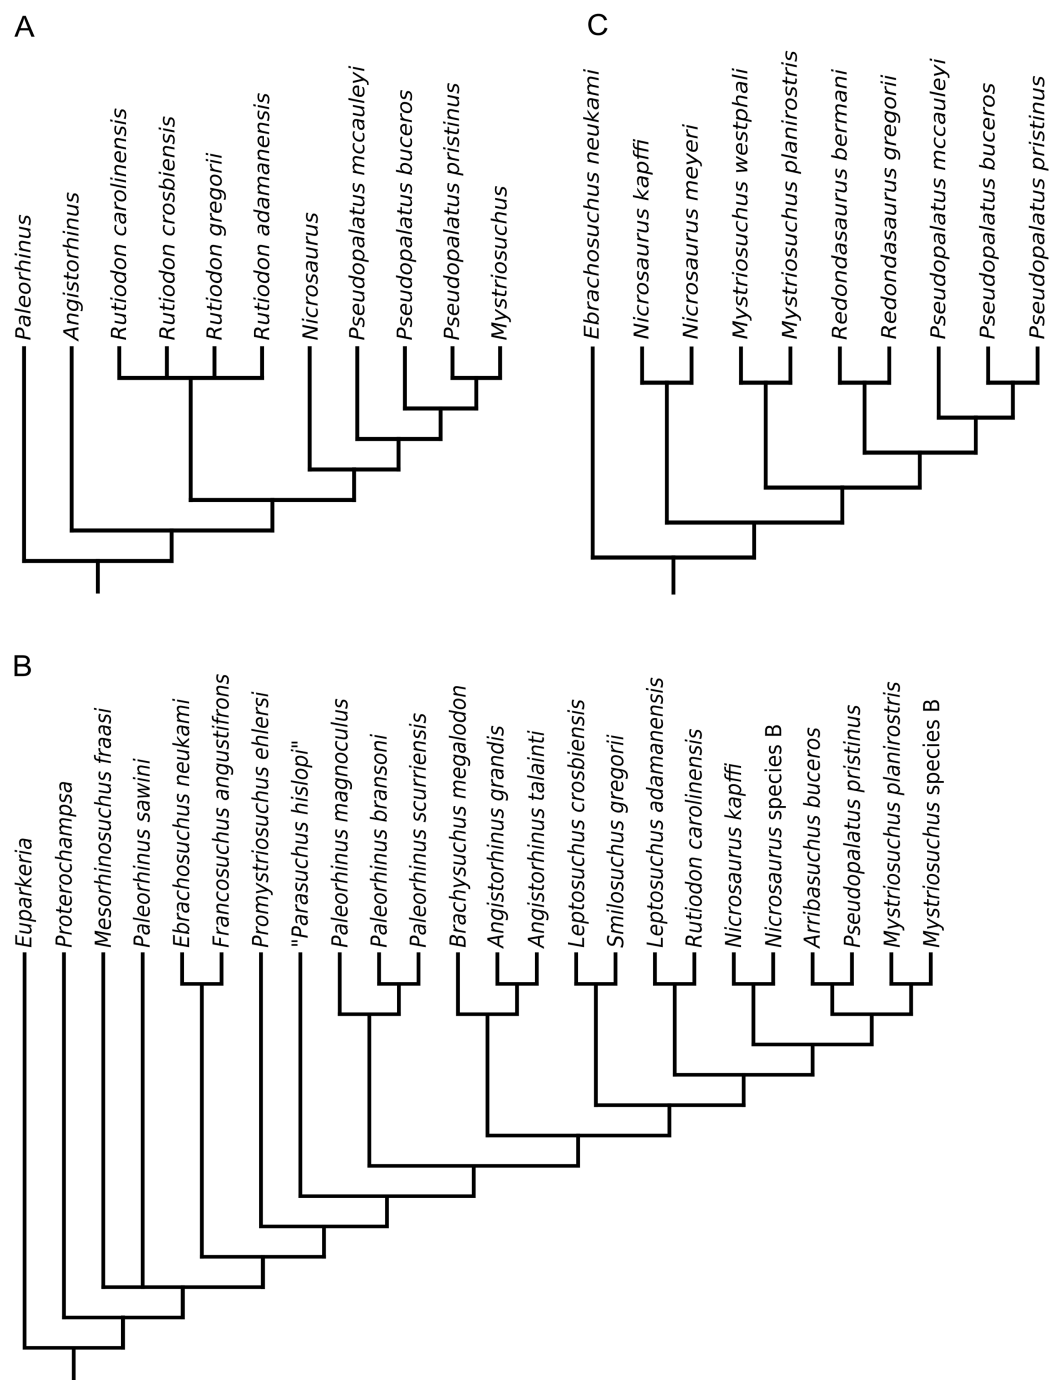 A
Paleorhinus
Angistorhinus
Rutiodon carolinensis
Rutiodon crosbiensis
Rutiodon gregorii
Rutiodon adamanensis
Nicrosaurus
Pseudopalatus mccauleyi
Pseudopalatus buceros
Pseudopalatus pristinus
Mystriosuchus
C
Ebrachosuchus neukami
Nicrosaurus kapffi
Nicrosaurus meyeri
Mystriosuchus westphali
Mystriosuchus planirostris
Redondasaurus bermani
Redondasaurus gregorii
Pseudopalatus mccauleyi
Pseudopalatus buceros
Pseudopalatus pristinus
B
Euparkeria
Proterochampsa
Mesorhinosuchus fraasi
Paleorhinus sawini
Ebrachosuchus neukami
Francosuchus angustifrons
Promystriosuchus ehlersi
"Parasuchus hislopi"
Paleorhinus magnoculus
Paleorhinus bransoni
Paleorhinus scurriensis
Brachysuchus megalodon
Angistorhinus grandis
Angistorhinus talainti
Leptosuchus crosbiensis
Smilosuchus gregorii
Leptosuchus adamanensis
Rutiodon carolinensis
Nicrosaurus kapffi
Nicrosaurus species B
Arribasuchus buceros
Pseudopalatus pristinus
Mystriosuchus planirostris
Mystriosuchus species B